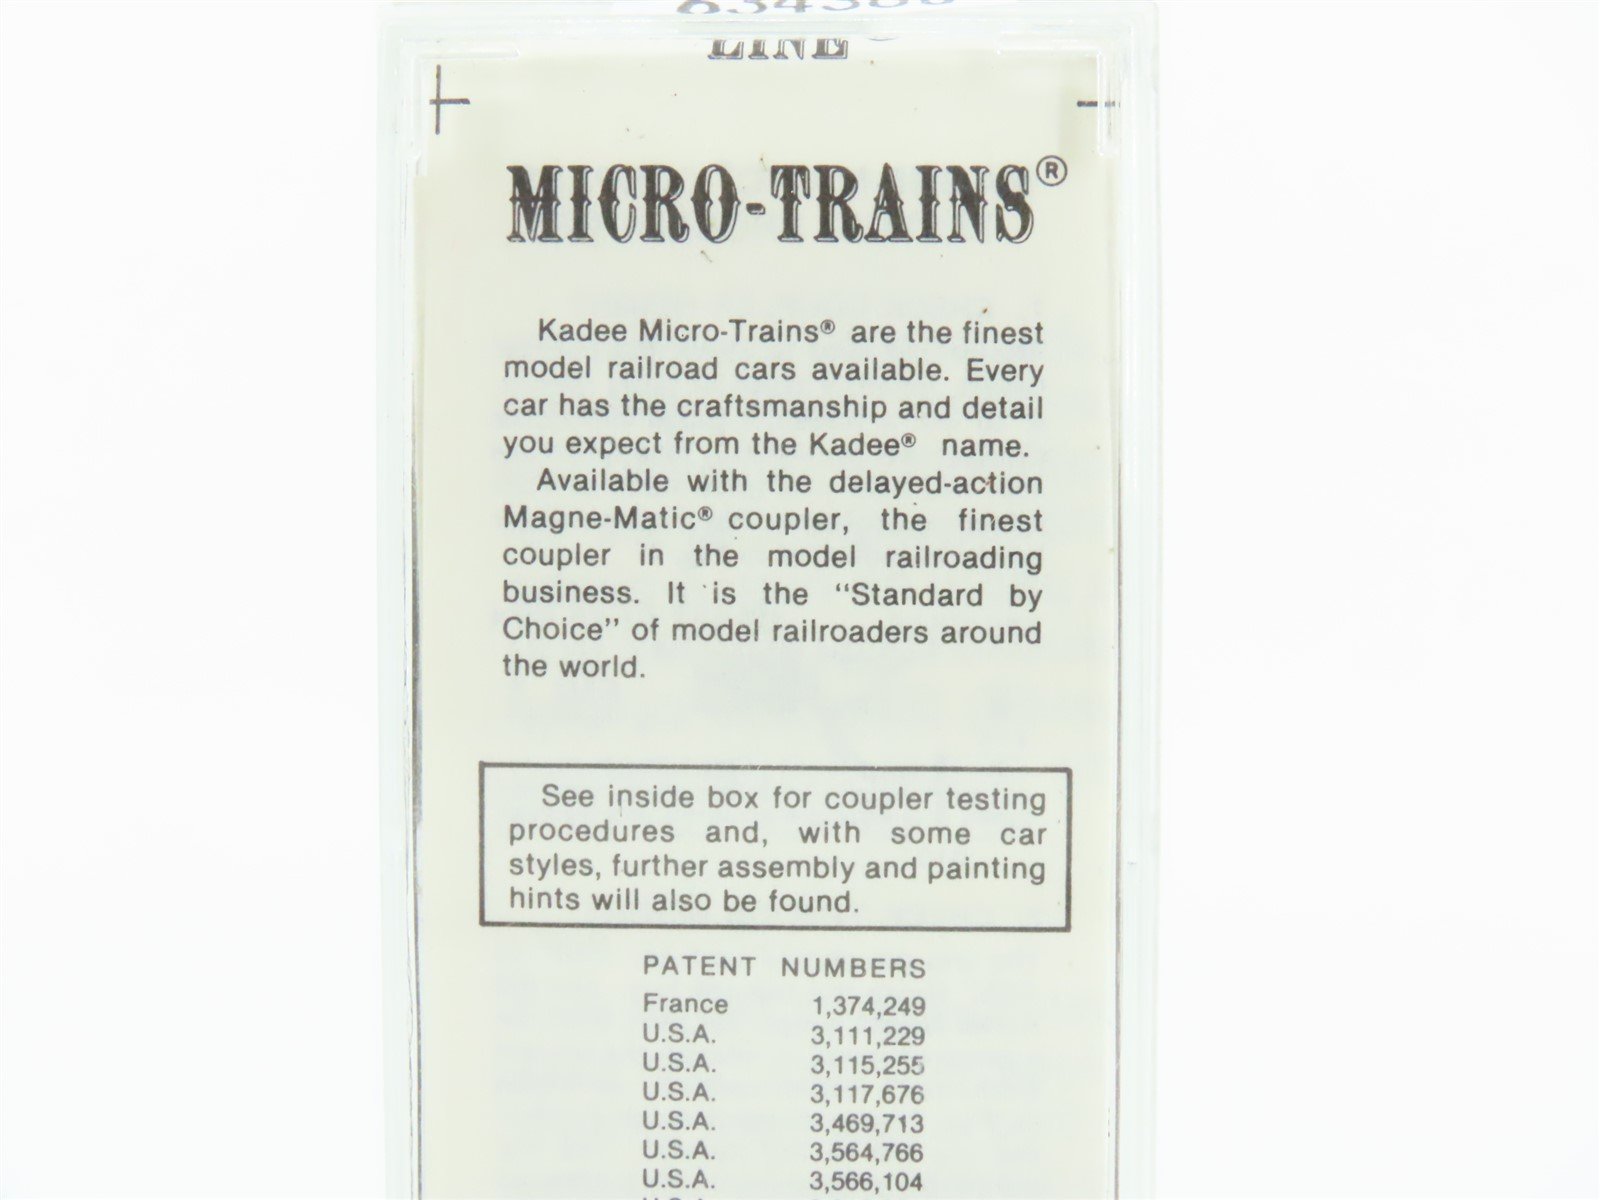 LINE
MICRO-TRAINS®
Kadee Micro-Trains® are the finest
model railroad cars available. Every
car has the craftsmanship and detail
you expect from the Kadee® name.
Available with the delayed-action
Magne-Matic® coupler, the finest
coupler in the model railroading
business. It is the “Standard by
Choice” of model railroaders around
the world.
See inside box for coupler testing
procedures and, with some car
styles, further assembly and painting
hints will also be found.
PATENT NUMBERS
France 1,374,249
U.S.A. 3,111,229
U.S.A. 3,115,255
U.S.A. 3,117,676
U.S.A. 3,469,713
U.S.A. 3,564,766
U.S.A. 3,566,104